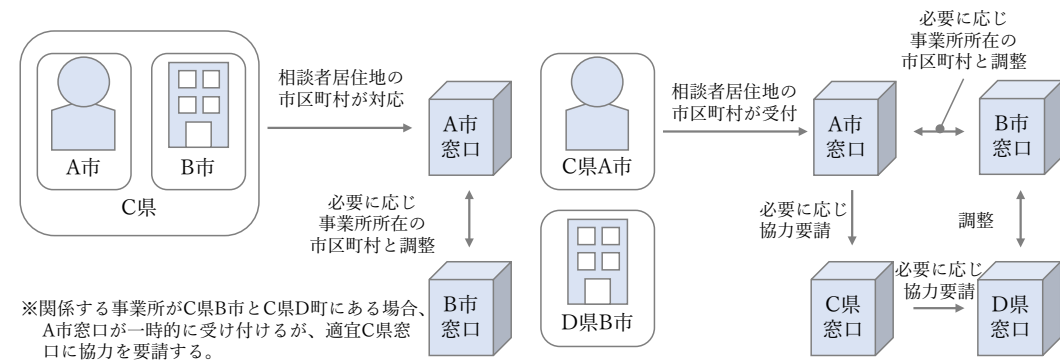 A市
B市
C県
相談者居住地の
市区町村が対応
A市
窓口
必要に応じ
事業所所在の
市区町村と調整
B市
窓口
※関係する事業所がC県B市とC県D町にある場合、
A市窓口が一時的に受け付けるが、適宜C県窓
口に協力を要請する。
C県A市
D県B市
相談者居住地の
市区町村が受付
A市
窓口
必要に応じ
事業所所在の
市区町村と調整
B市
窓口
必要に応じ
協力要請
調整
C県
窓口
必要に応じ
協力要請
D県
窓口